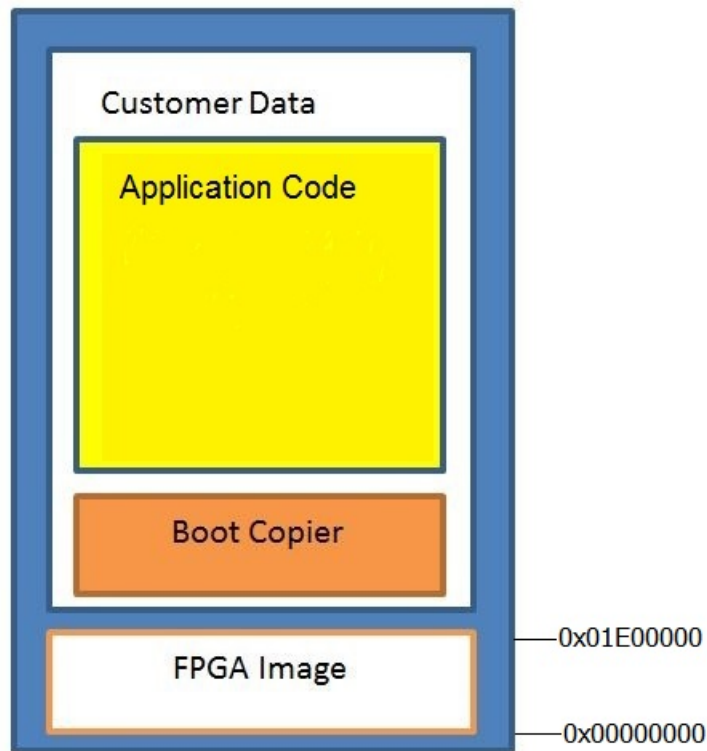 Customer Data
Application Code
Boot Copier
0x01E00000
FPGA Image
0x00000000